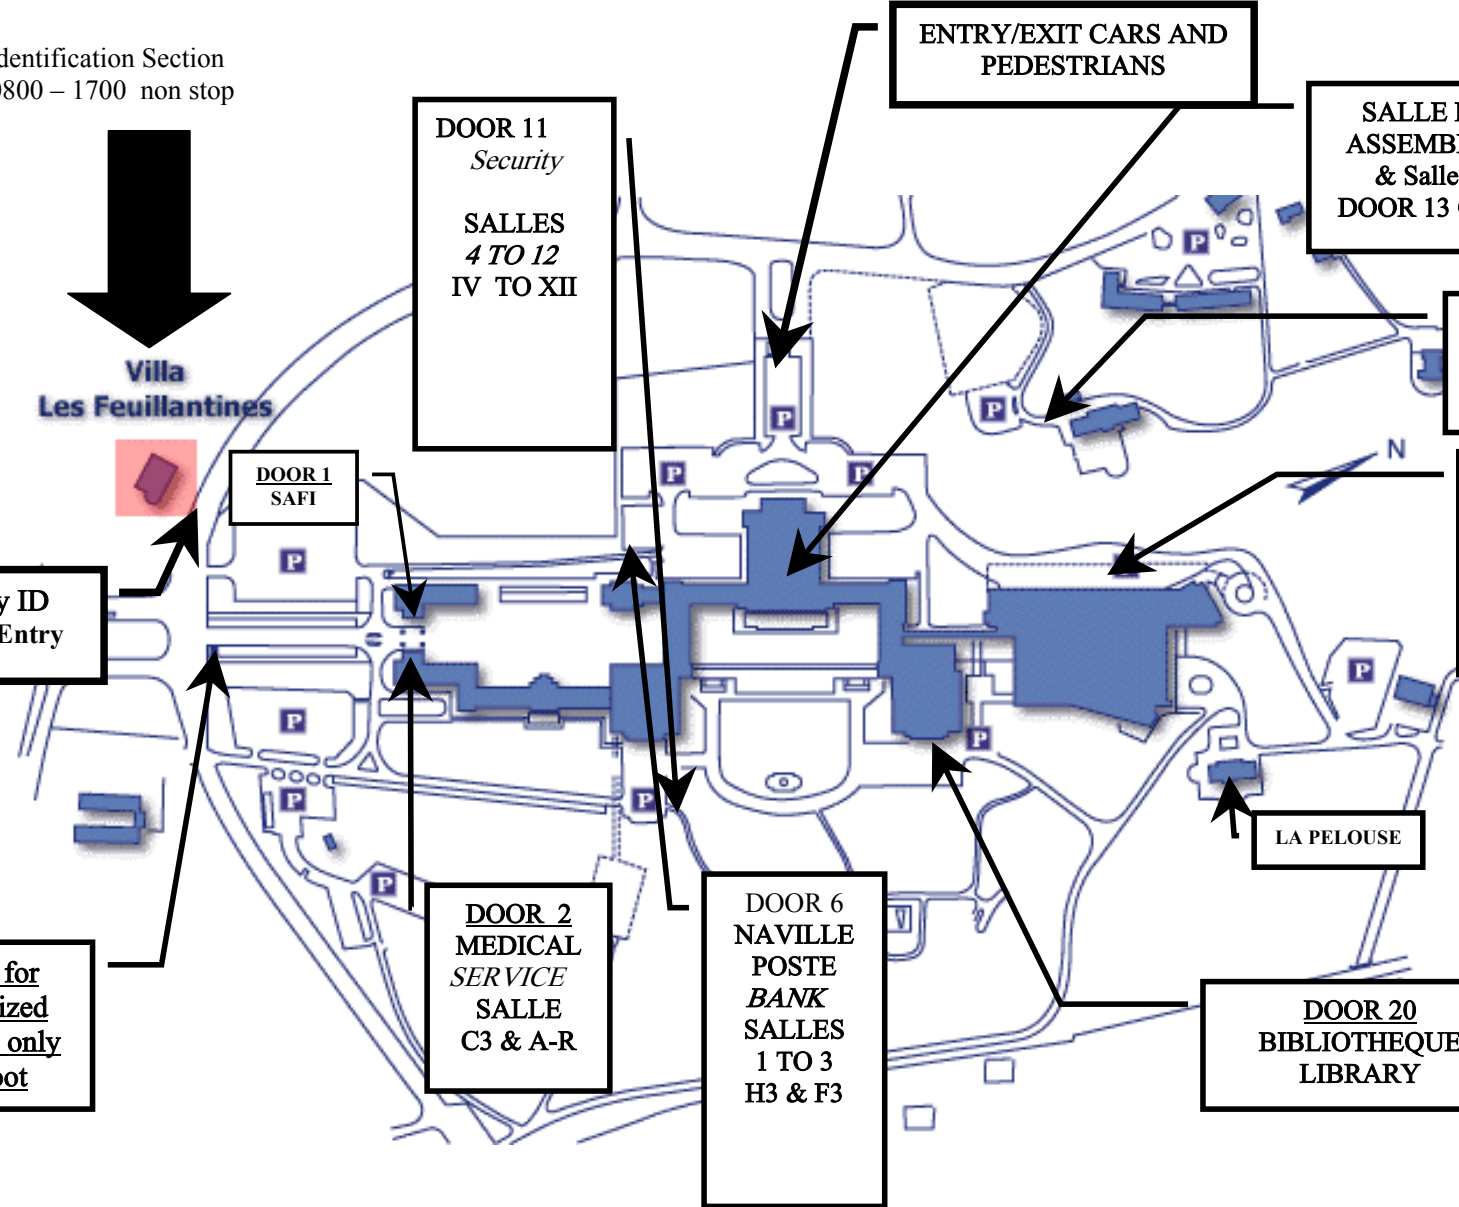 dentification Section
0800 – 1700 non stop
ENTRY/EXIT CARS AND
PEDESTRIANS
DOOR 11
Security
SALLES
4 TO 12
IV TO XII
SALLE
ASSEMB
& Salle
DOOR 13
Villa
Les Feuillantines
P
P
P
P
P
N
DOOR 1
SAFI
P
y ID
Entry
P
P
P
P
P
P
LA PELOUSE
for
ized
only
oot
DOOR 2
MEDICAL
SERVICE
SALLE
C3 & A-R
DOOR 6
NAVILLE
POSTE
BANK
SALLES
1 TO 3
H3 & F3
DOOR 20
BIBLIOTHEQUE
LIBRARY